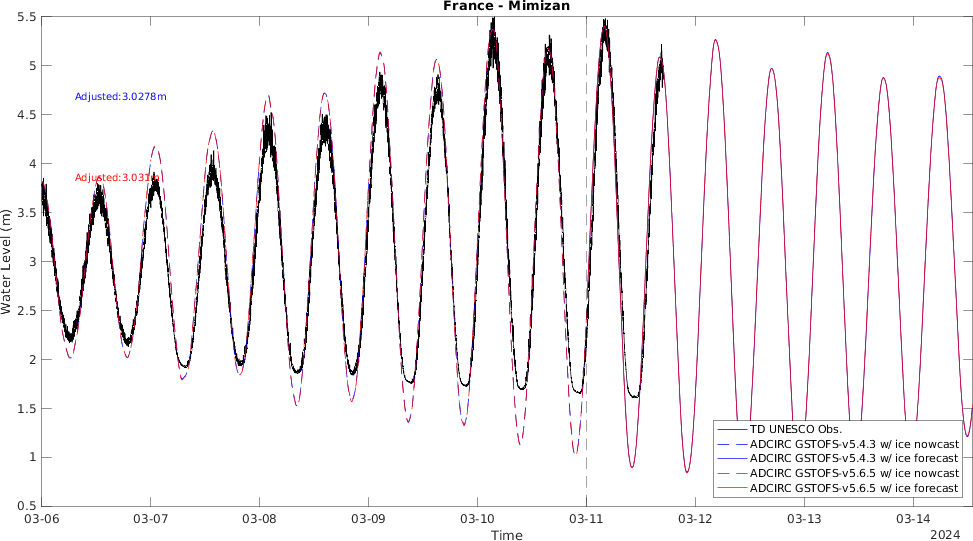 France - Mimizan
5.5
5
4.5
4
3.5
3
2.5
2
1.5
1
0.5
Water Level (m)
Adjusted:3.0278m
Adjusted:3.031
TD UNESCO Obs.
ADCIRC GSTOFS-v5.4.3 w/ ice nowcast
ADCIRC GSTOFS-v5.4.3 w/ ice forecast
ADCIRC GSTOFS-v5.6.5 w/ ice nowcast
ADCIRC GSTOFS-v5.6.5 w/ ice forecast
03-06 03-07 03-08 03-09 03-10 03-11 03-12 03-13 03-14
Time
2024